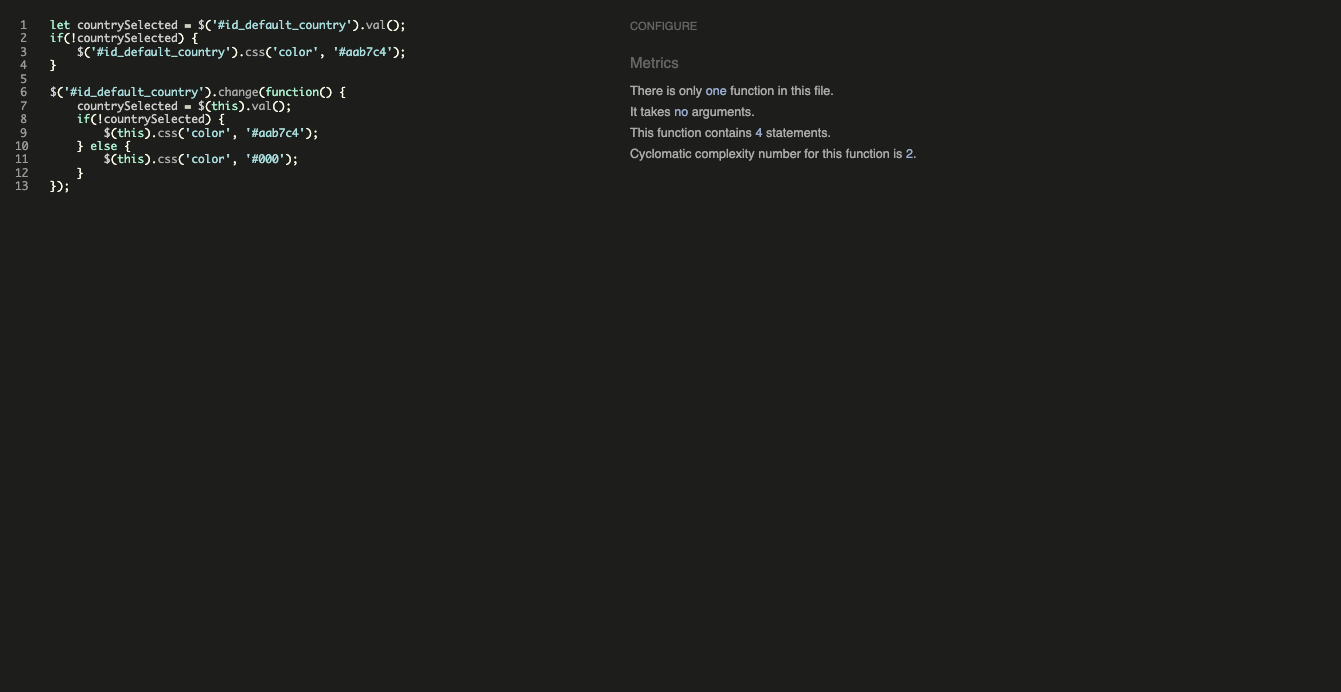 1 let countrySelected = $('#id_default_country').val();
2 if(!countrySelected) {
3     $('#id_default_country').css('color', '#aab7c4');
4 }
5
6 $('#id_default_country').change(function() {
7     countrySelected = $(this).val();
8     if(!countrySelected) {
9         $(this).css('color', '#aab7c4');
10     } else {
11         $(this).css('color', '#000');
12     }
13 });
CONFIGURE
Metrics
There is only one function in this file.
It takes no arguments.
This function contains 4 statements.
Cyclomatic complexity number for this function is 2.